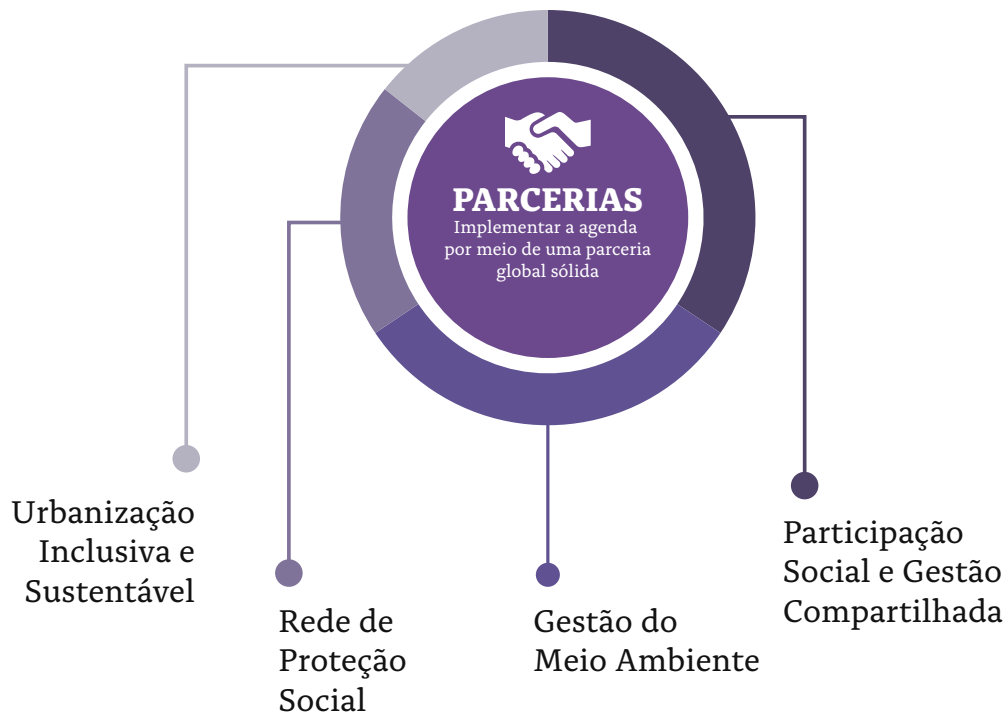 PARCERIAS
Implementar a agenda
por meio de uma parceria
global sólida
Urbanização
Inclusiva e
Sustentável
Rede de
Proteção
Social
Gestão do
Meio Ambiente
Participação
Social e Gestão
Compartilhada